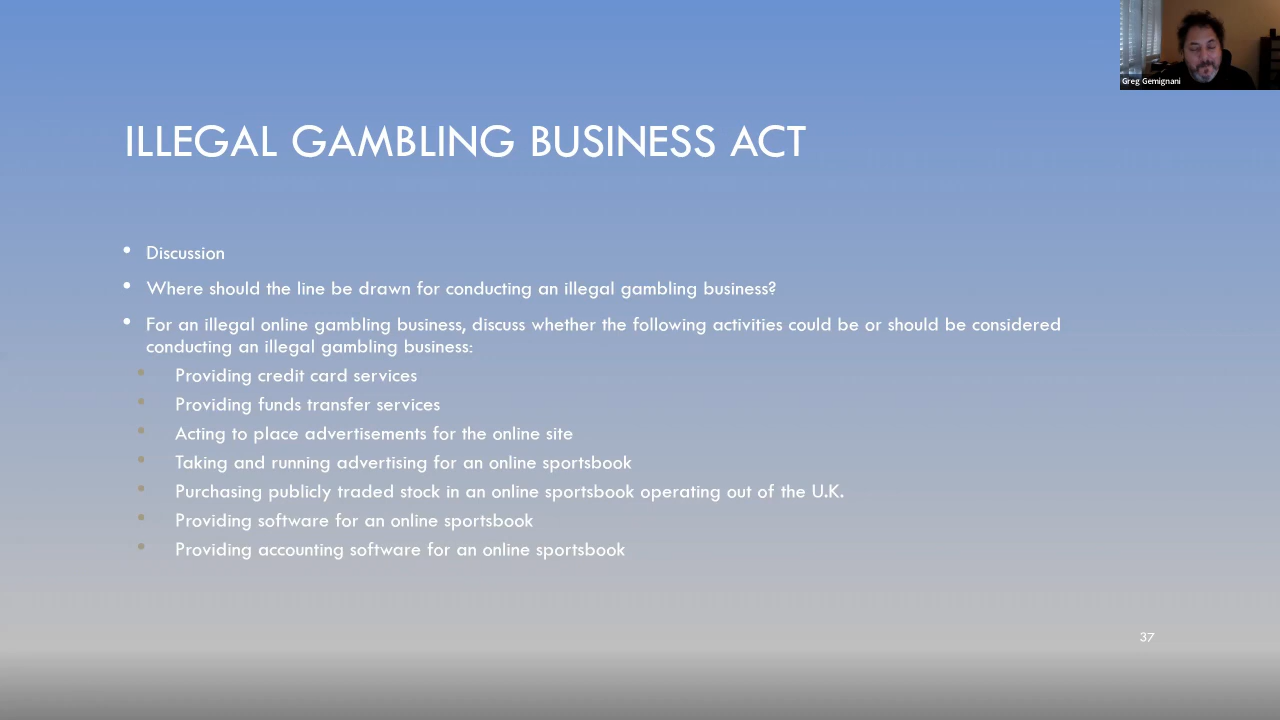 Greg Gemignani
ILLEGAL GAMBLING BUSINESS ACT
• Discussion
• Where should the line be drawn for conducting an illegal gambling business?
• For an illegal online gambling business, discuss whether the following activities could be or should be considered
conducting an illegal gambling business:
• Providing credit card services
• Providing funds transfer services
• Acting to place advertisements for the online site
• Taking and running advertising for an online sportsbook
• Purchasing publicly traded stock in an online sportsbook operating out of the U.K.
• Providing software for an online sportsbook
• Providing accounting software for an online sportsbook
37